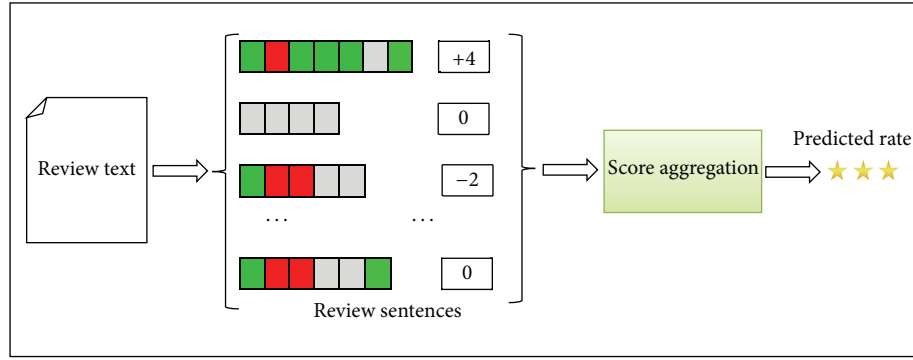 +4
0
Review text
−2
Score aggregation
Predicted rate
... ...
0
Review sentences